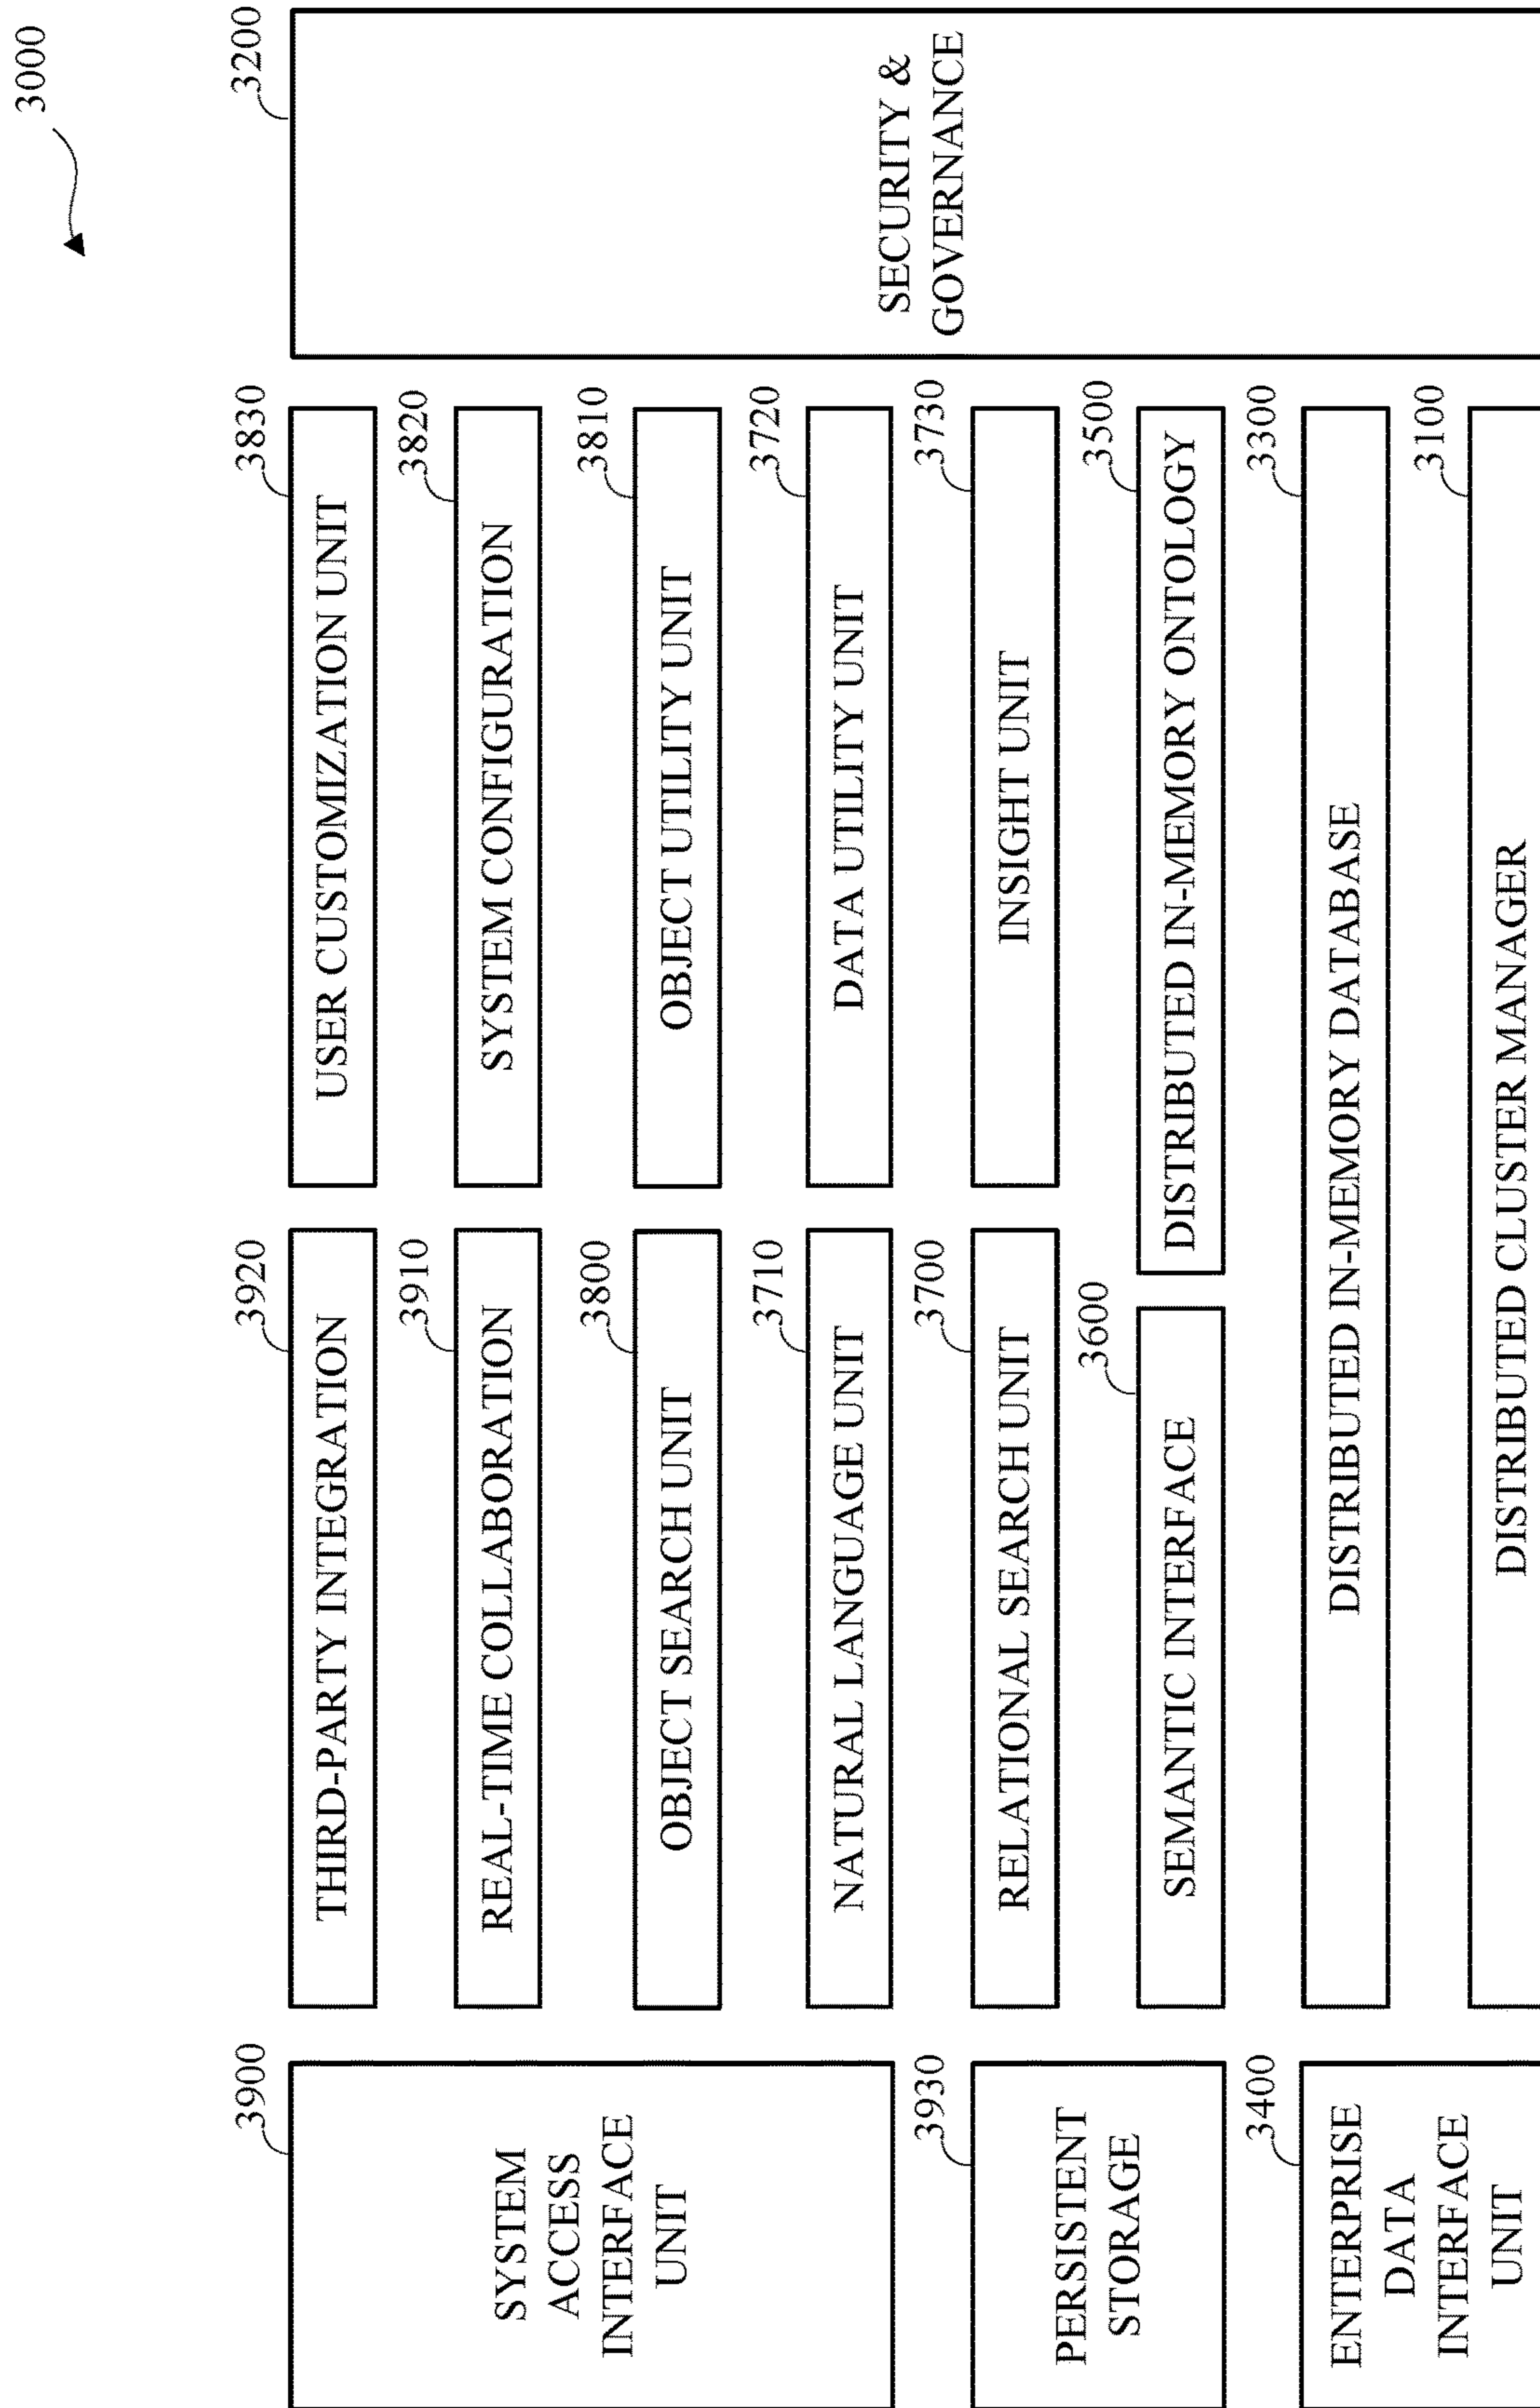 3000
3900
SYSTEM
ACCESS
INTERFACE
UNIT
3920
THIRD-PARTY INTEGRATION
3830
USER CUSTOMIZATION UNIT
3200
SECURITY &
GOVERNANCE
3910
REAL-TIME COLLABORATION
3820
SYSTEM CONFIGURATION
3800
OBJECT SEARCH UNIT
3810
OBJECT UTILITY UNIT
3710
NATURAL LANGUAGE UNIT
3720
DATA UTILITY UNIT
3930
PERSISTENT
STORAGE
3700
RELATIONAL SEARCH UNIT
3730
INSIGHT UNIT
3600
SEMANTIC INTERFACE
3500
DISTRIBUTED IN-MEMORY ONTOLOGY
3400
ENTERPRISE
DATA
INTERFACE
UNIT
3300
DISTRIBUTED IN-MEMORY DATABASE
3100
DISTRIBUTED CLUSTER MANAGER